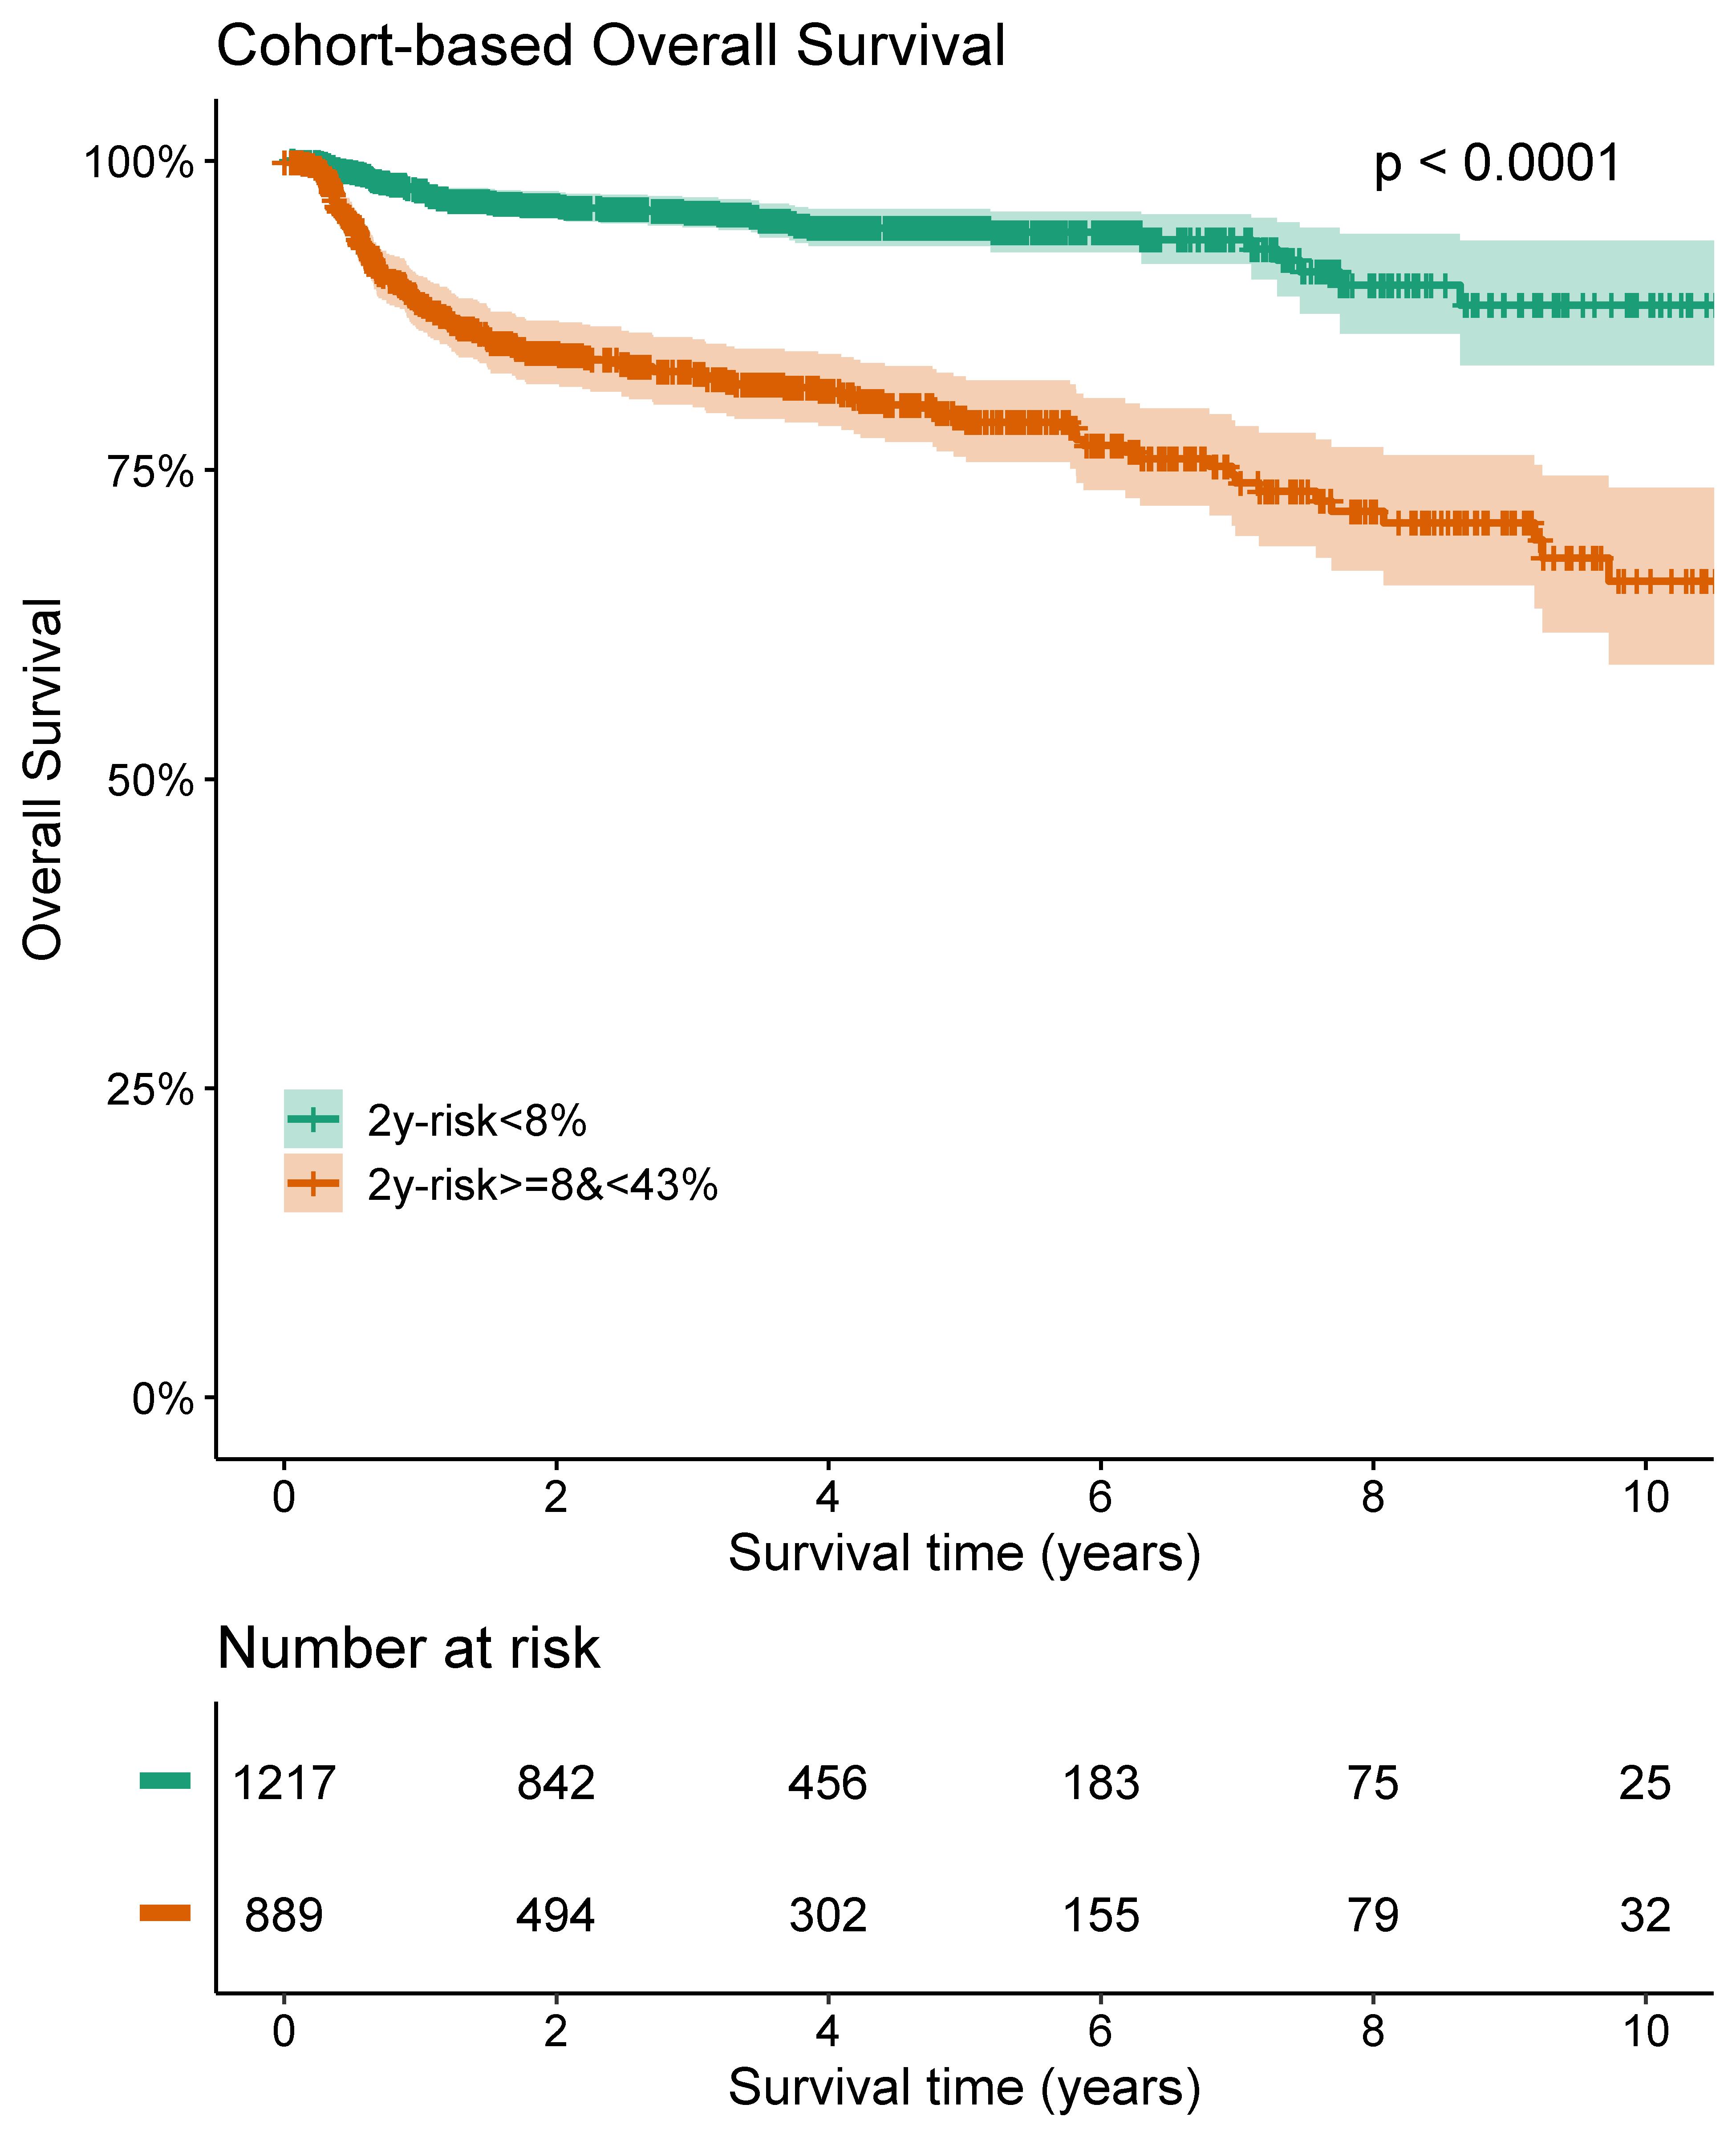 Cohort-based Overall Survival
p < 0.0001
100%
75%
50%
25%
0%
Overall Survival
2y-risk<8%
2y-risk>=8&<43%
0 2 4 6 8 10
Survival time (years)
Number at risk
1217 842 456 183 75 25
889 494 302 155 79 32
0 2 4 6 8 10
Survival time (years)